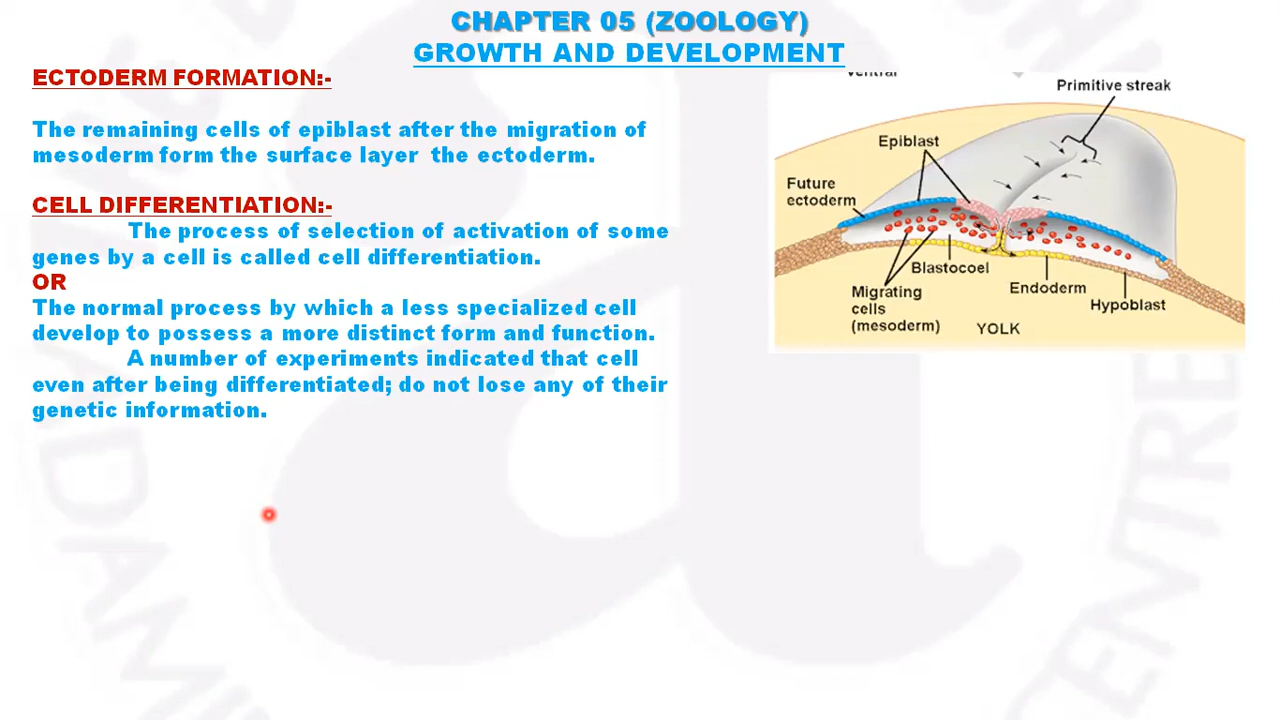 CHAPTER 05 (ZOOLOGY)
GROWTH AND DEVELOPMENT
ECTODERM FORMATION:-
The remaining cells of epiblast after the migration of
mesoderm form the surface layer the ectoderm.
CELL DIFFERENTIATION:-
The process of selection of activation of some
genes by a cell is called cell differentiation.
OR
The normal process by which a less specialized cell
develop to possess a more distinct form and function.
A number of experiments indicated that cell
even after being differentiated; do not lose any of their
genetic information.
Ventral
Primitive streak
Epiblast
Future
ectoderm
Blastocoel
Endoderm
Migrating
cells
(mesoderm)
Hypoblast
YOLK